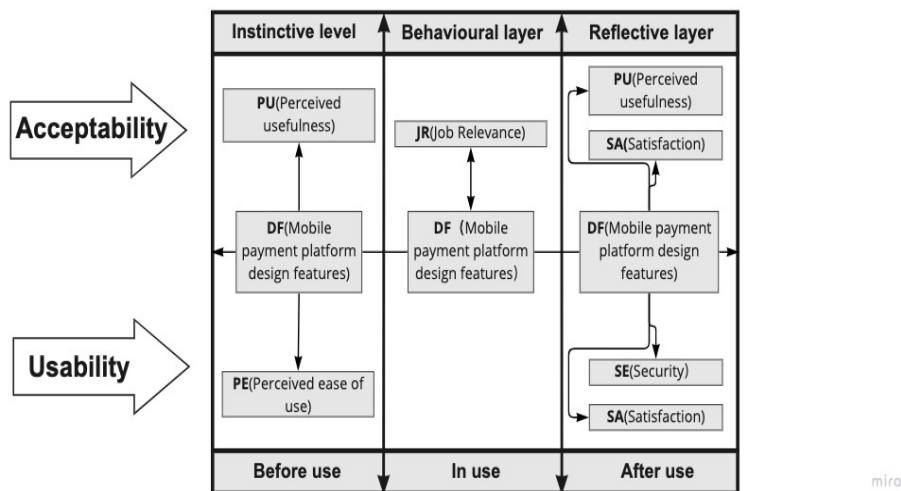 Instinctive level
Behavioural layer
Reflective layer
Acceptability
PU(Perceived
usefulness)
JR(Job Relevance)
PU(Perceived
usefulness)
SA(Satisfaction)
DF(Mobile
payment platform
design features)
DF（Mobile
payment platform
design features)
DF(Mobile payment
platform design
features)
Usability
PE(Perceived ease of
use)
SE(Security)
SA(Satisfaction)
Before use
In use
After use
miro